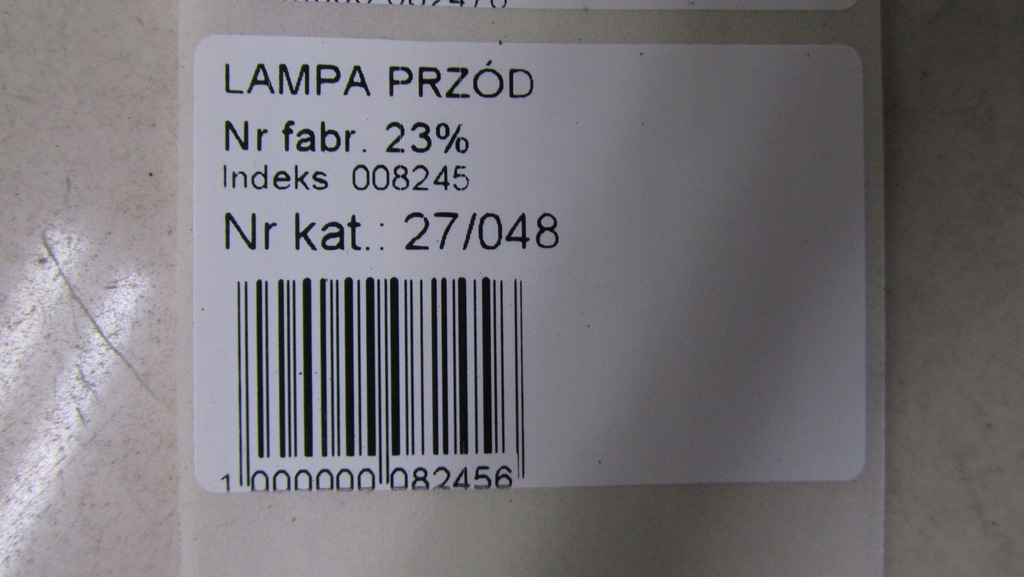 LAMPA PRZÓD
Nr fabr. 23%
Indeks 008245
Nr kat.: 27/048
1 000000 082456